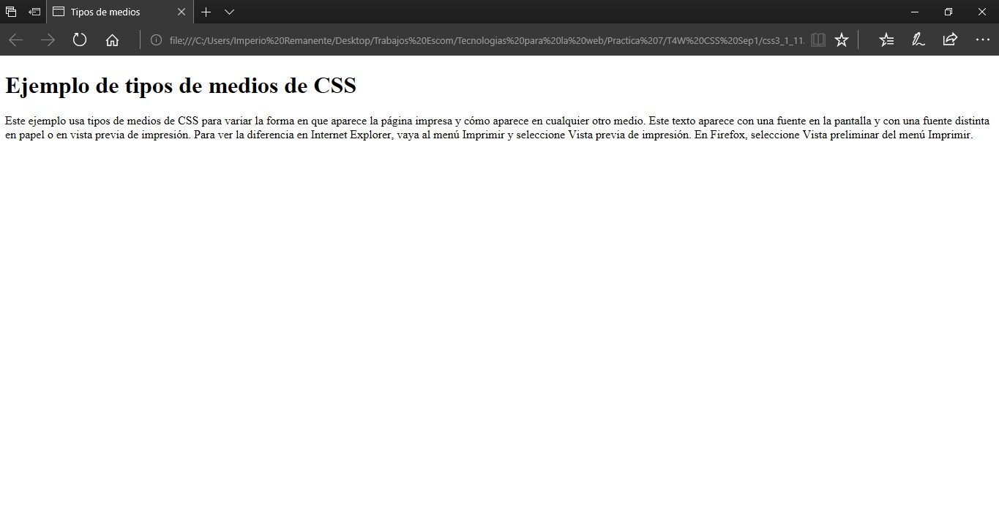 Tipos de medios
file:///C:/Users/Imperio%20Remanente/Desktop/Trabajos%20Escom/Tecnologias%20para%20la%20web/Practica%207/T4W%20CSS%20Sep1/css3_1_11.
Ejemplo de tipos de medios de CSS
Este ejemplo usa tipos de medios de CSS para variar la forma en que aparece la página impresa y cómo aparece en cualquier otro medio. Este texto aparece con una fuente en la pantalla y con una fuente distinta
en papel o en vista previa de impresión. Para ver la diferencia en Internet Explorer, vaya al menú Imprimir y seleccione Vista previa de impresión. En Firefox, seleccione Vista preliminar del menú Imprimir.